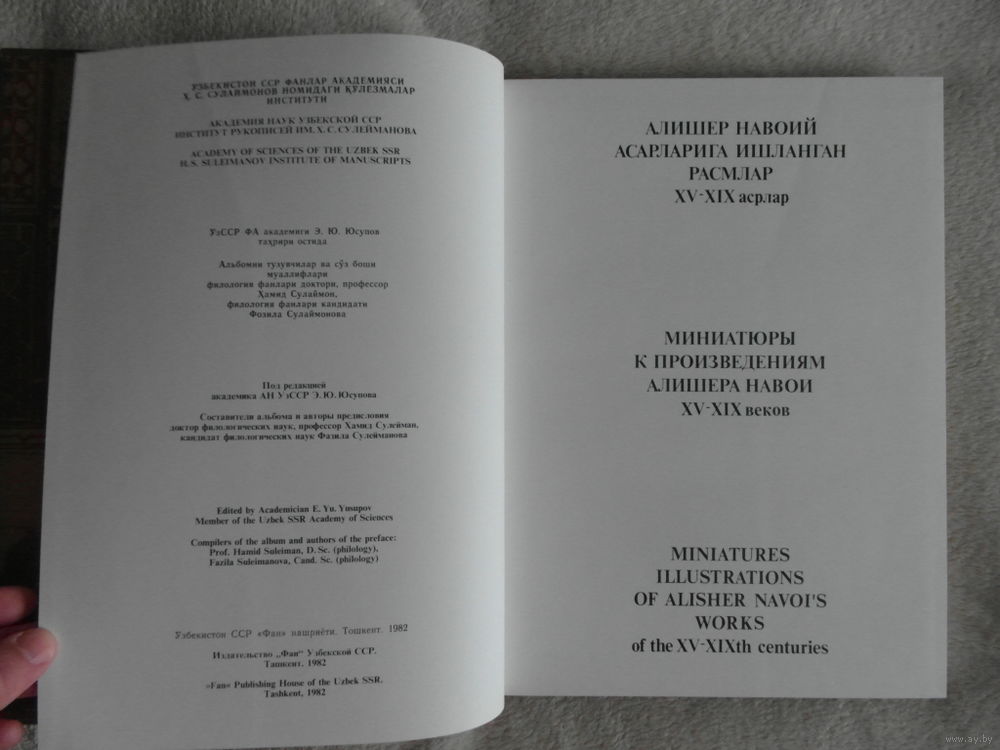 ЎЗБЕКИСТОН ССР ФАНЛАР АКАДЕМИЯСИ
Ҳ. С. СУЛАЙМОНОВ НОМИДАГИ ҚЎЛЁЗМАЛАР
ИНСТИТУТИ
АКАДЕМИЯ НАУК УЗБЕКСКОЙ ССР
ИНСТИТУТ РУКОПИСЕЙ ИМ. Х. С. СУЛЕЙМАНОВА
ACADEMY OF SCIENCES OF THE UZBEK SSR
H.S. SULEIMANOV INSTITUTE OF MANUSCRIPTS
ЎзССР ФА академиги Э. Ю. Юсупов
таҳрири остида
Альбомни тузувчилар ва сўз боши
муаллифлари
филология фанлари доктори, профессор
Ҳамид Сулаймон,
филология фанлари кандидати
Фозила Сулаймонова
Под редакцией
академика АН УзССР Э. Ю. Юсупова
Составители альбома и авторы предисловия
доктор филологических наук, профессор Хамид Сулейман,
кандидат филологических наук Фазила Сулейманова
Edited by Academician E. Yu. Yusupov
Member of the Uzbek SSR Academy of Sciences
Compilers of the album and authors of the preface:
Prof. Hamid Suleiman, D. Sc. (philology),
Fazila Suleimanova, Cand. Sc. (philology)
Ўзбекистон ССР «Фан» нашриёти. Тошкент. 1982
Издательство „Фан" Узбекской ССР.
Ташкент. 1982
»Fan« Publishing House of the Uzbek SSR.
Tashkent, 1982
АЛИШЕР НАВОИЙ
АСАРЛАРИГА ИШЛАНГАН
РАСМЛАР
XV-XIX асрлар
МИНИАТЮРЫ
К ПРОИЗВЕДЕНИЯМ
АЛИШЕРА НАВОИ
XV-XIX веков
MINIATURES
ILLUSTRATIONS
OF ALISHER NAVOI'S
WORKS
of the XV-XIXth centuries
© www.ay.by